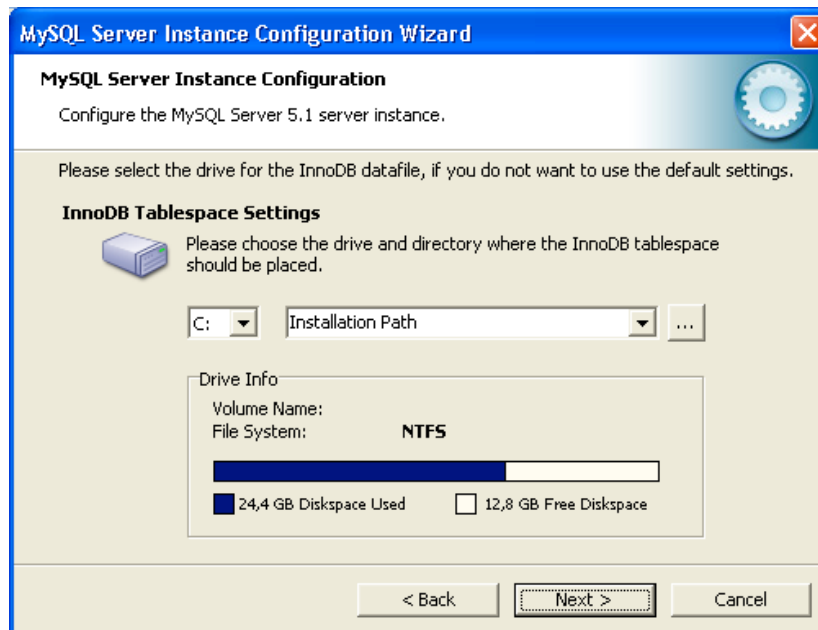 MySQL Server Instance Configuration Wizard
MySQL Server Instance Configuration
Configure the MySQL Server 5.1 server instance.
Please select the drive for the InnoDB datafile, if you do not want to use the default settings.
InnoDB Tablespace Settings
Please choose the drive and directory where the InnoDB tablespace
should be placed.
C: Installation Path ...
Drive Info
Volume Name:
File System: NTFS
24,4 GB Diskspace Used 12,8 GB Free Diskspace
< Back Next > Cancel